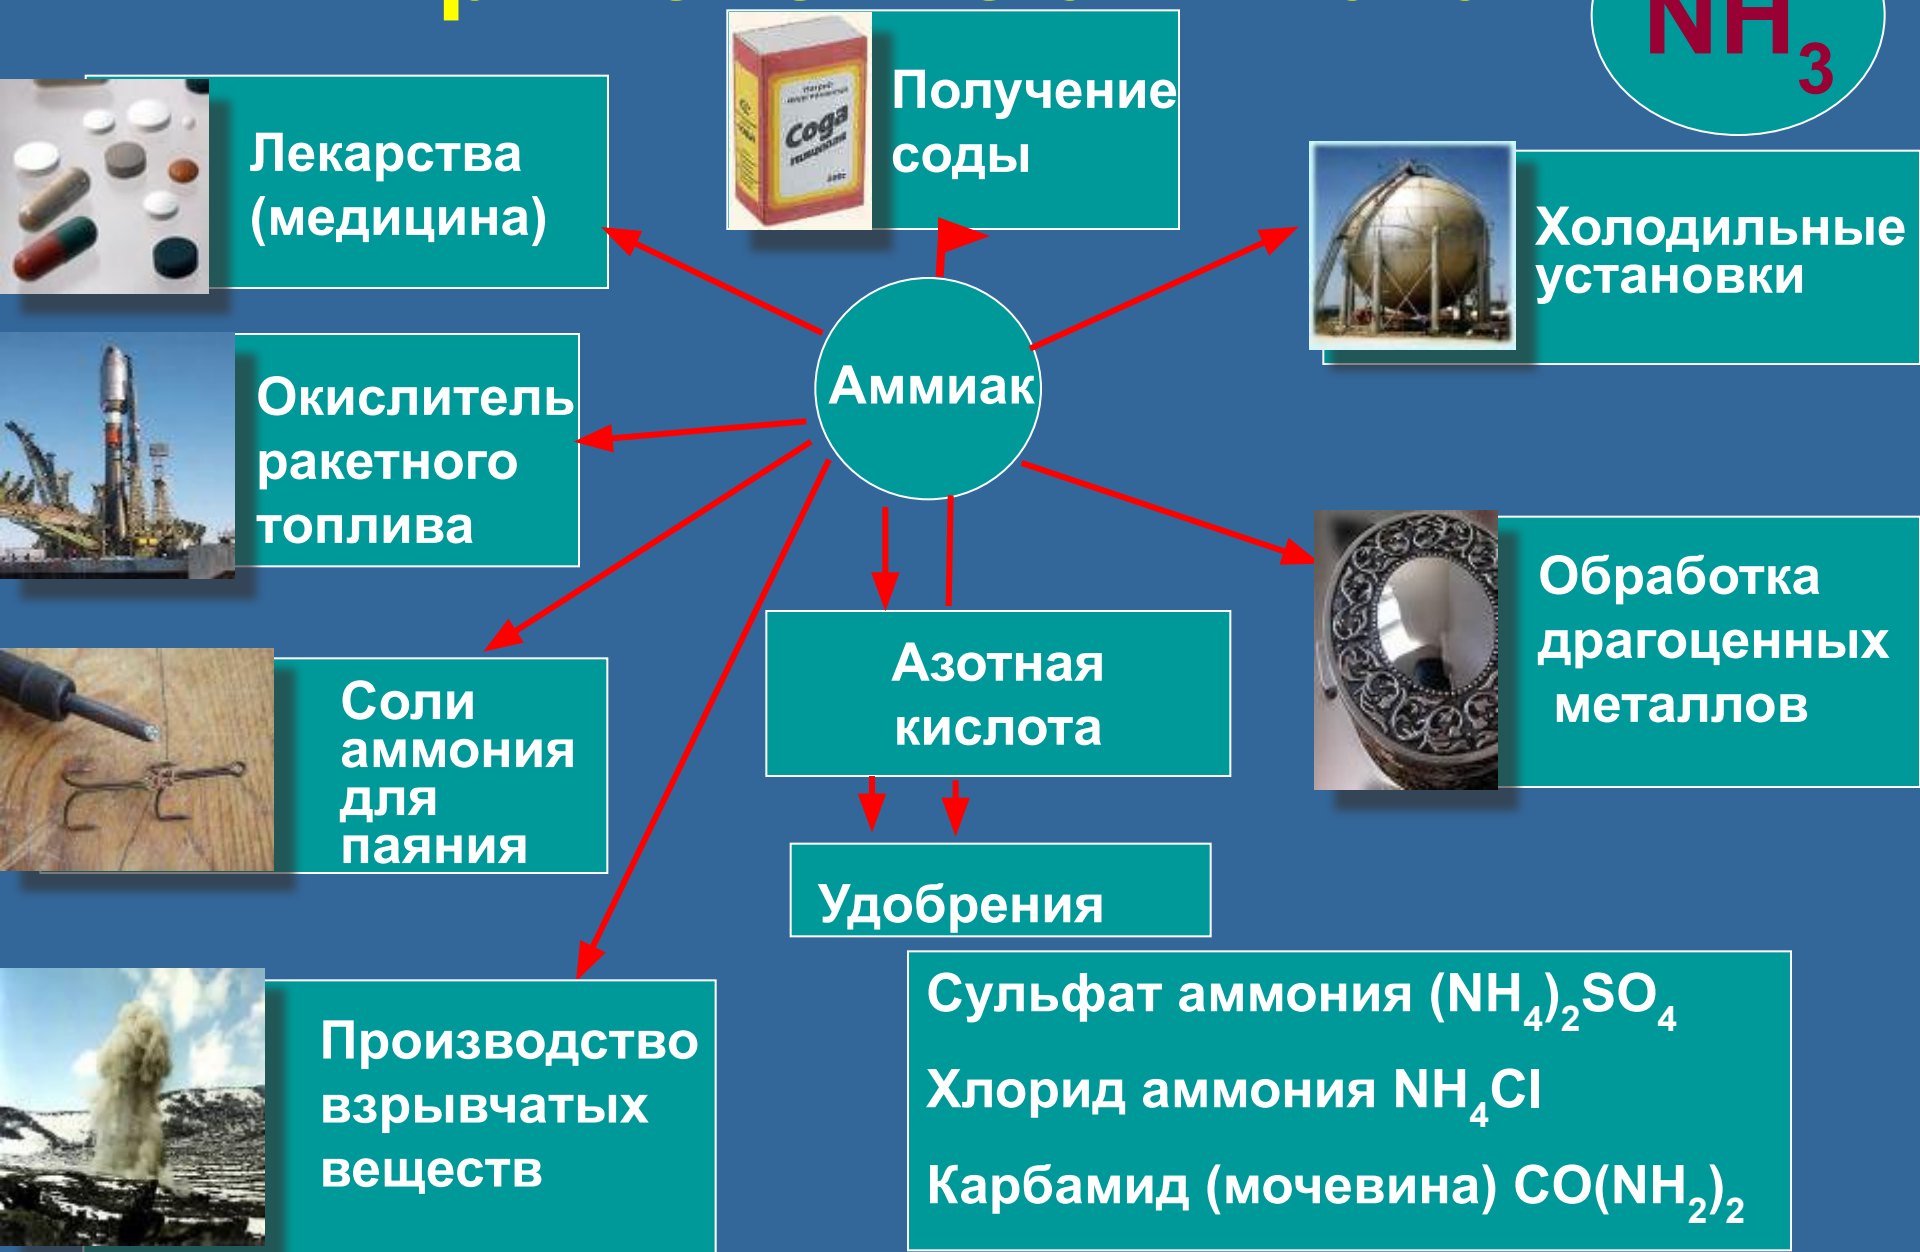 NH3
Получение
соды
Сода
пищевая
Лекарства
(медицина)
Холодильные
установки
Аммиак
Окислитель
ракетного
топлива
Обработка
драгоценных
металлов
Соли
аммония
для
паяния
Азотная
кислота
Удобрения
Производство
взрывчатых
веществ
Сульфат аммония (NH4)2SO4
Хлорид аммония NH4Cl
Карбамид (мочевина) CO(NH2)2